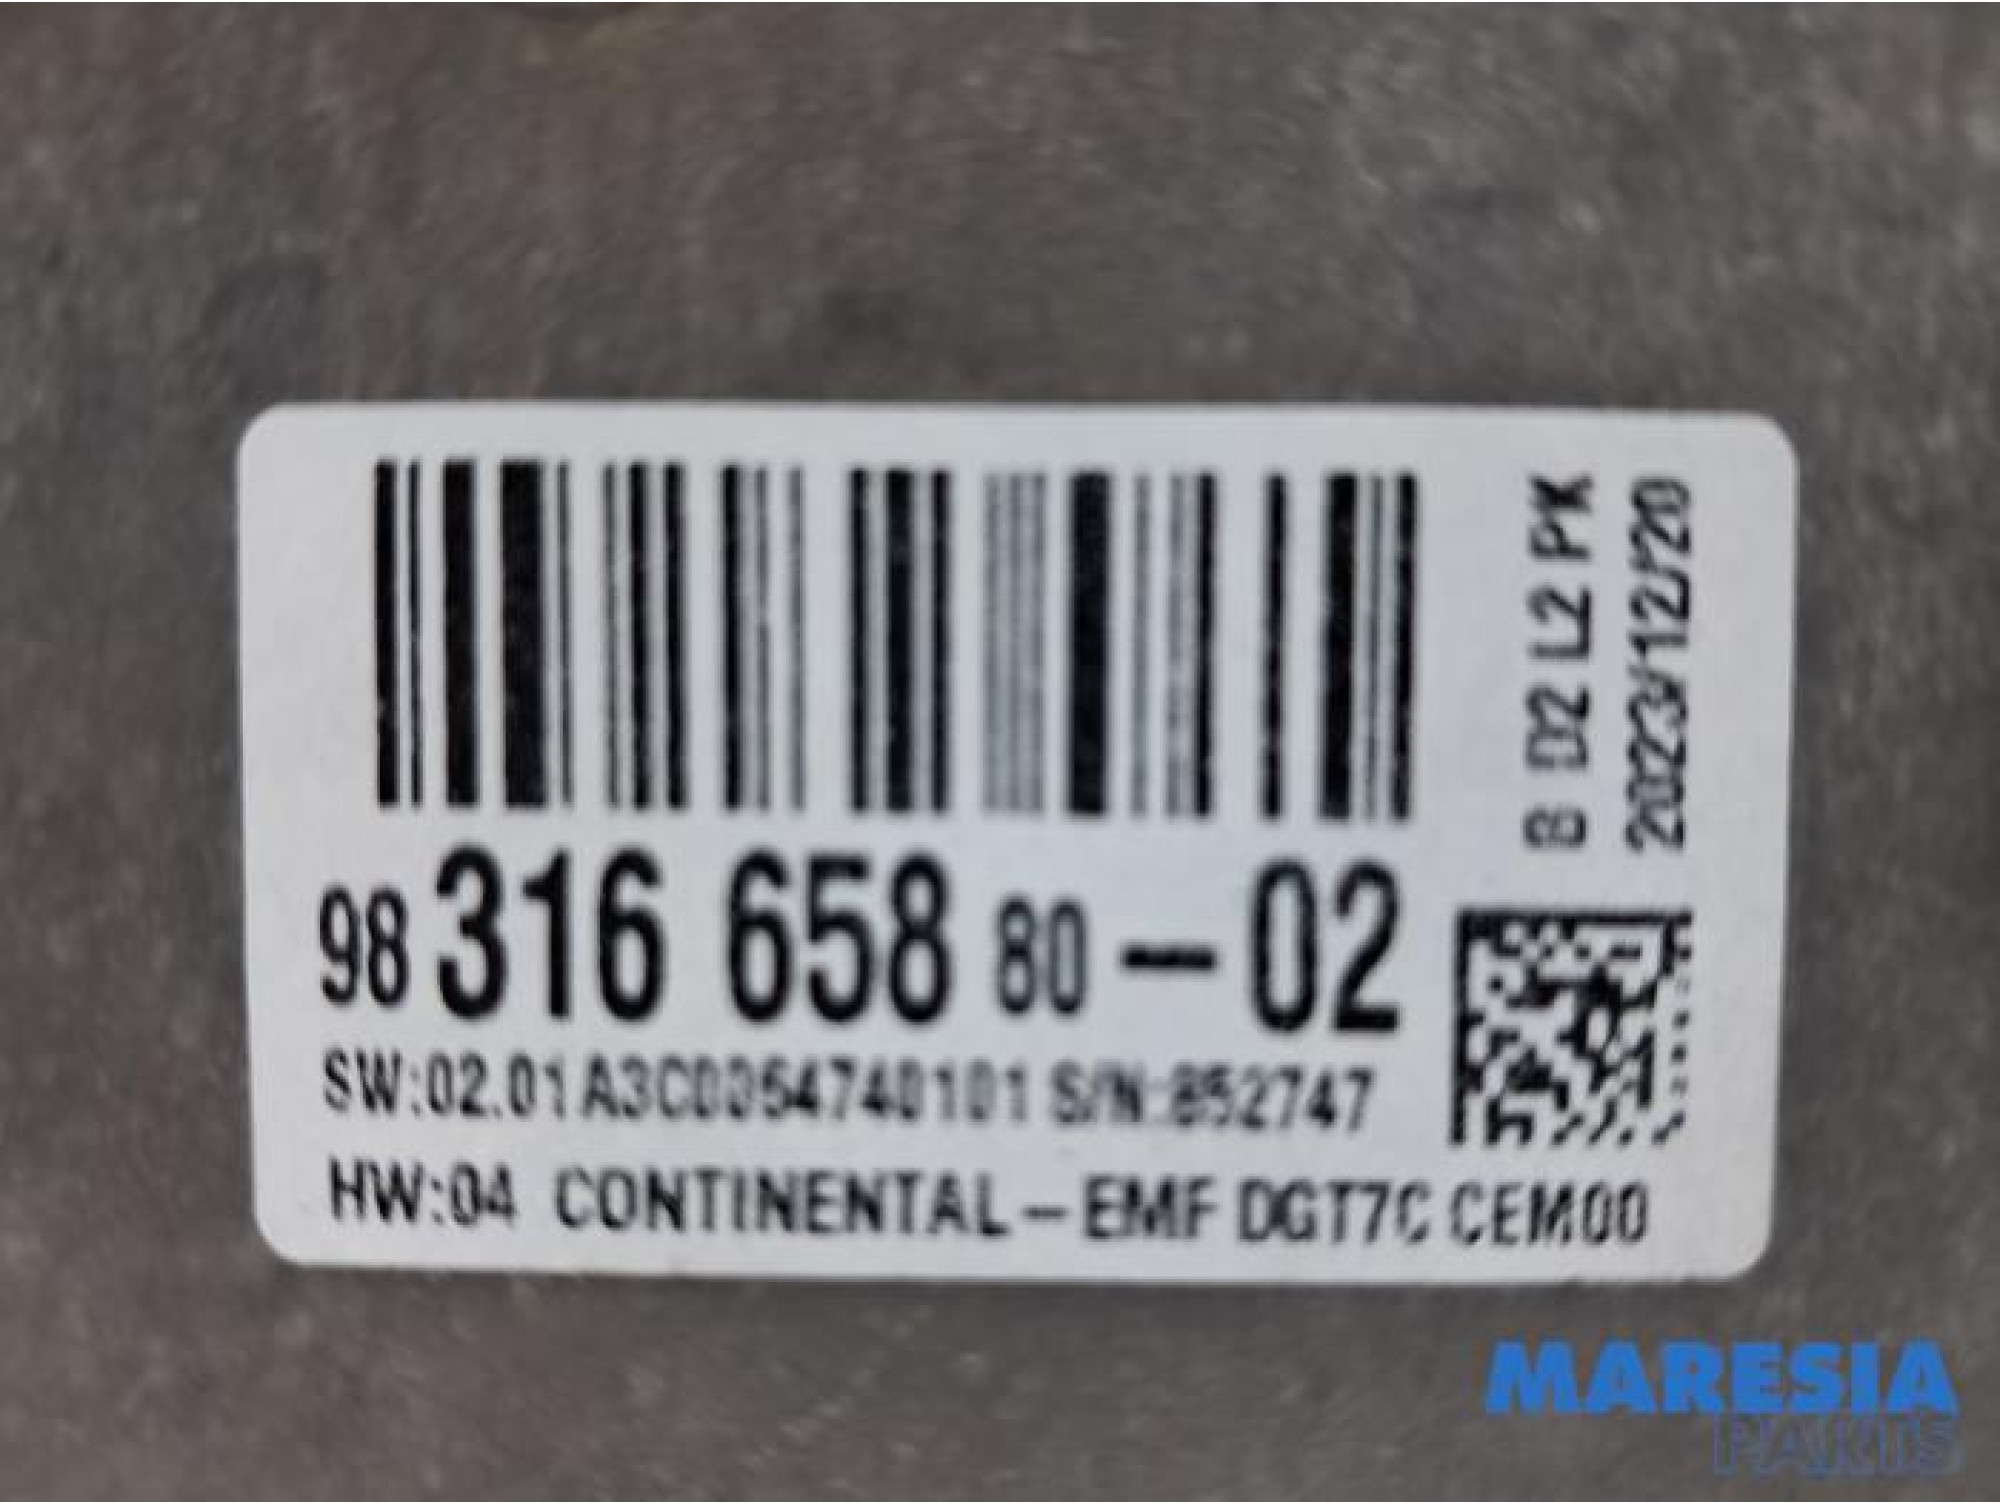 98 316 658 80 - 02
SW:02.01 A3C0054740101 S/N:852747
HW:04 CONTINENTAL - EMF DGT7C CEM00
B D2 L2 PK
2023/12/20
MARESIA
PARTS